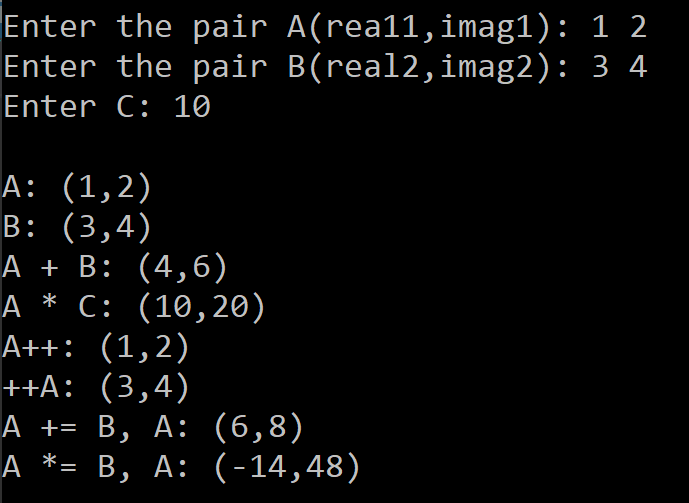 Enter the pair A(rea11,imag1): 1 2
Enter the pair B(real2,imag2): 3 4
Enter C: 10
A: (1,2)
B: (3,4)
A + B: (4,6)
A * C: (10,20)
A++: (1,2)
++A: (3,4)
A += B, A: (6,8)
A *= B, A: (-14,48)